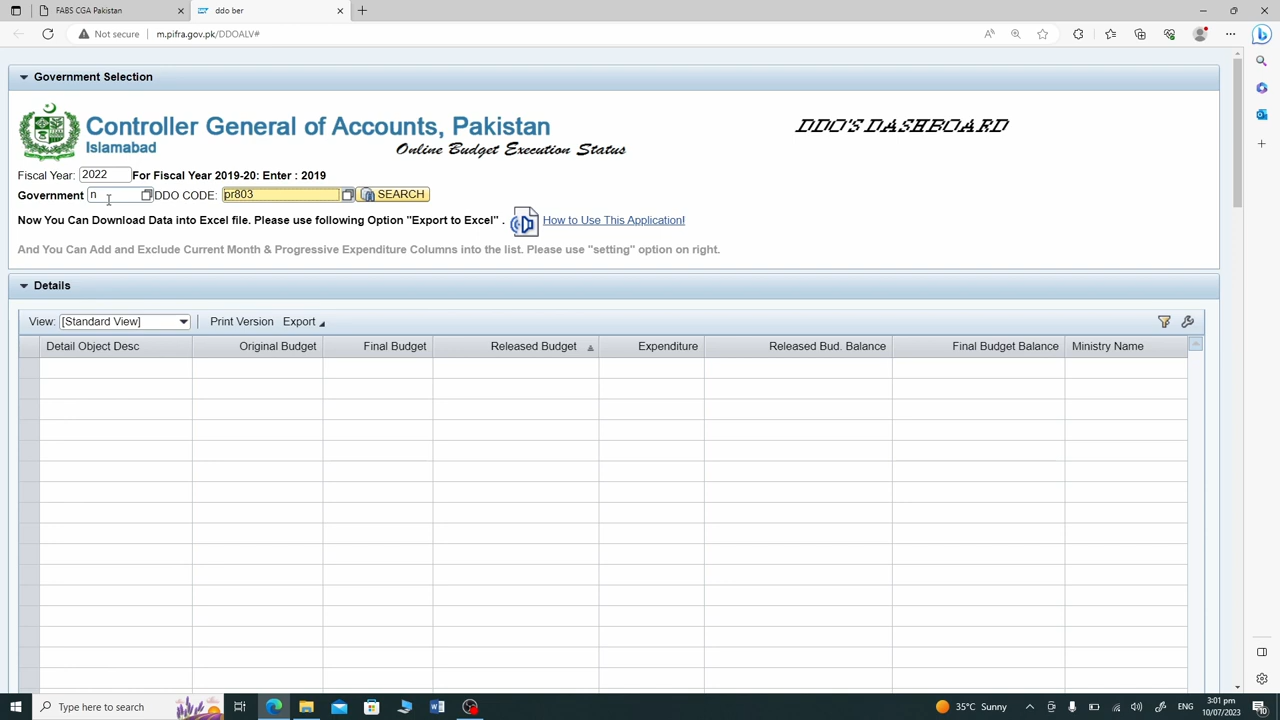 FABS CGA Pakistan
ddo ber
Not secure
m.pifra.gov.pk/DDOALV#
Government Selection
Controller General of Accounts, Pakistan
Islamabad
Online Budget Execution Status
DDO'S DASHBOARD
Fiscal Year: 2022 For Fiscal Year 2019-20: Enter : 2019
Government n DDO CODE: pr803 SEARCH
Now You Can Download Data into Excel file. Please use following Option "Export to Excel" . How to Use This Application!
And You Can Add and Exclude Current Month & Progressive Expenditure Columns into the list. Please use "setting" option on right.
Details
View: [Standard View] Print Version Export
Detail Object Desc Original Budget Final Budget Released Budget Expenditure Released Bud. Balance Final Budget Balance Ministry Name
Type here to search
35°C Sunny
ENG
3:01 pm
10/07/2023